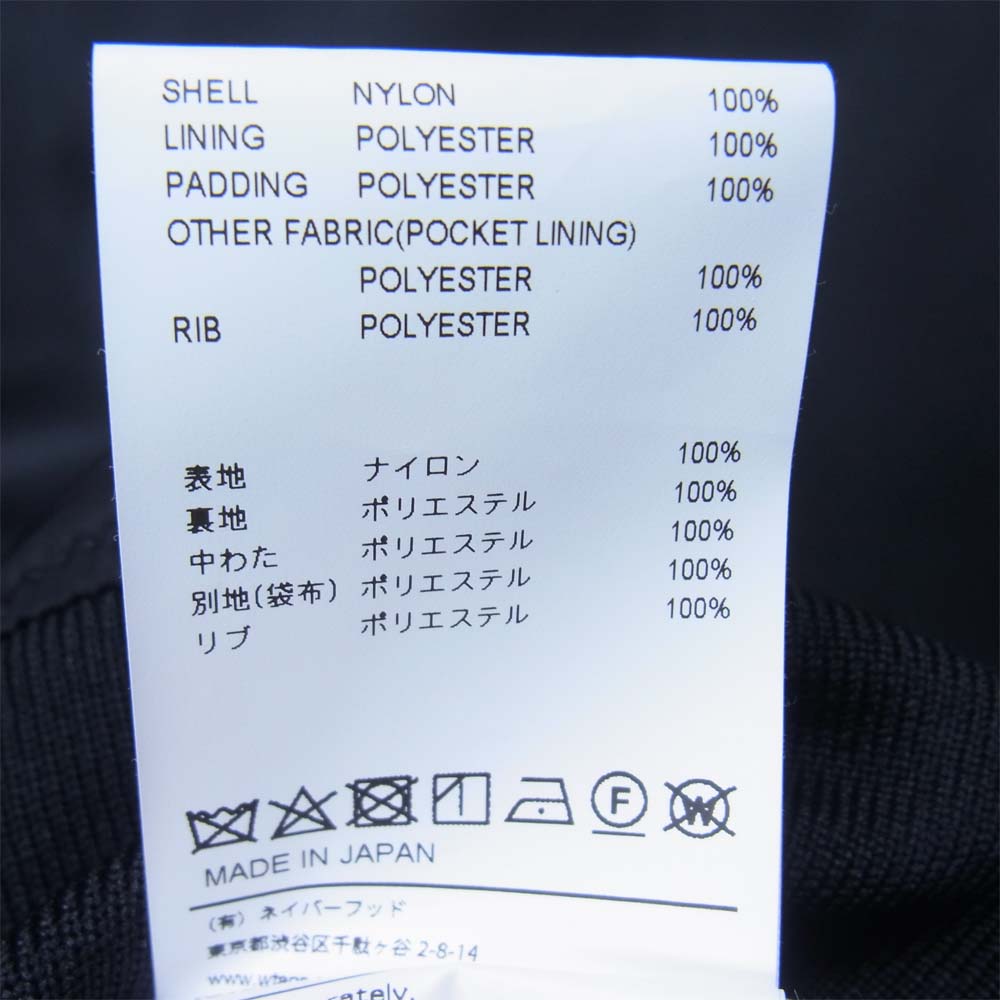 SHELL NYLON 100%
LINING POLYESTER 100%
PADDING POLYESTER 100%
OTHER FABRIC(POCKET LINING)
POLYESTER 100%
RIB POLYESTER 100%
表地 ナイロン 100%
裏地 ポリエステル 100%
中わた ポリエステル 100%
別地(袋布) ポリエステル 100%
リブ ポリエステル 100%
F W
MADE IN JAPAN
(有) ネイバーフッド
東京都渋谷区千駄ヶ谷 2-8-14